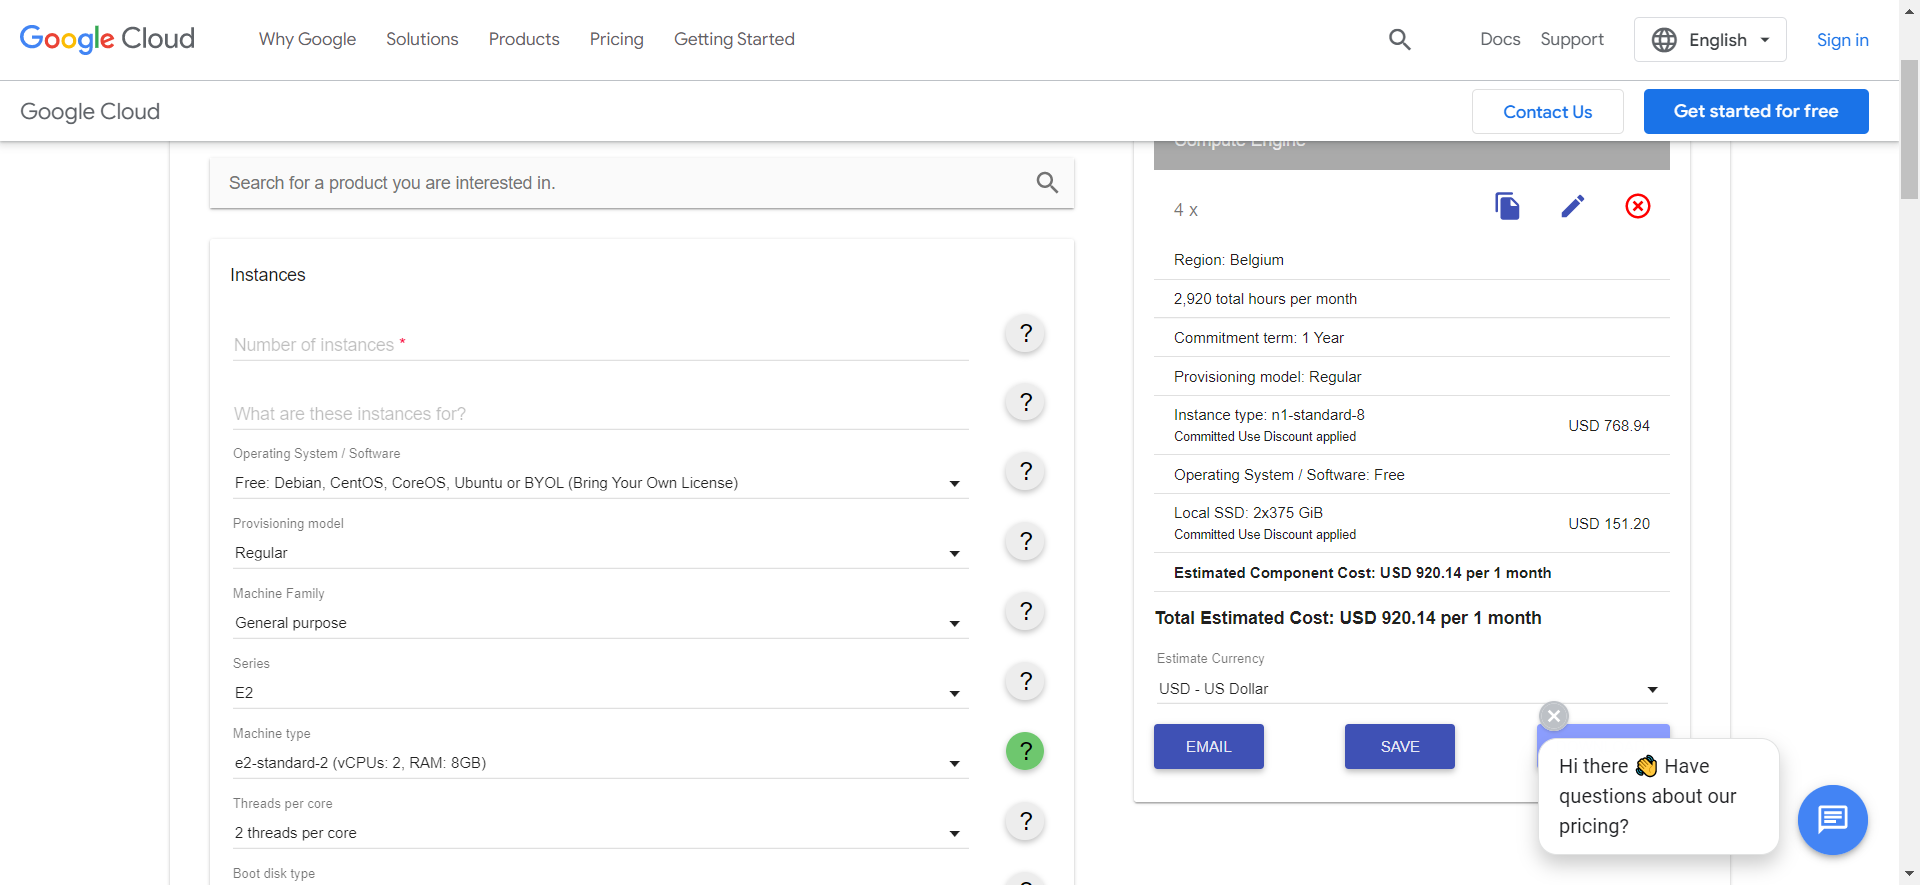 Google Cloud
Why Google
Solutions
Products
Pricing
Getting Started
Docs
Support
English
Sign in
Google Cloud
Contact Us
Get started for free
Search for a product you are interested in.
Instances
Number of instances *
?
What are these instances for?
?
Operating System / Software
Free: Debian, CentOS, CoreOS, Ubuntu or BYOL (Bring Your Own License)
?
Provisioning model
Regular
?
Machine Family
General purpose
?
Series
E2
?
Machine type
e2-standard-2 (vCPUs: 2, RAM: 8GB)
?
Threads per core
2 threads per core
?
Boot disk type
Compute Engine
4 x
Region: Belgium
2,920 total hours per month
Commitment term: 1 Year
Provisioning model: Regular
Instance type: n1-standard-8
Committed Use Discount applied
USD 768.94
Operating System / Software: Free
Local SSD: 2x375 GiB
Committed Use Discount applied
USD 151.20
Estimated Component Cost: USD 920.14 per 1 month
Total Estimated Cost: USD 920.14 per 1 month
Estimate Currency
USD - US Dollar
EMAIL
SAVE
Hi there 👋 Have
questions about our
pricing?